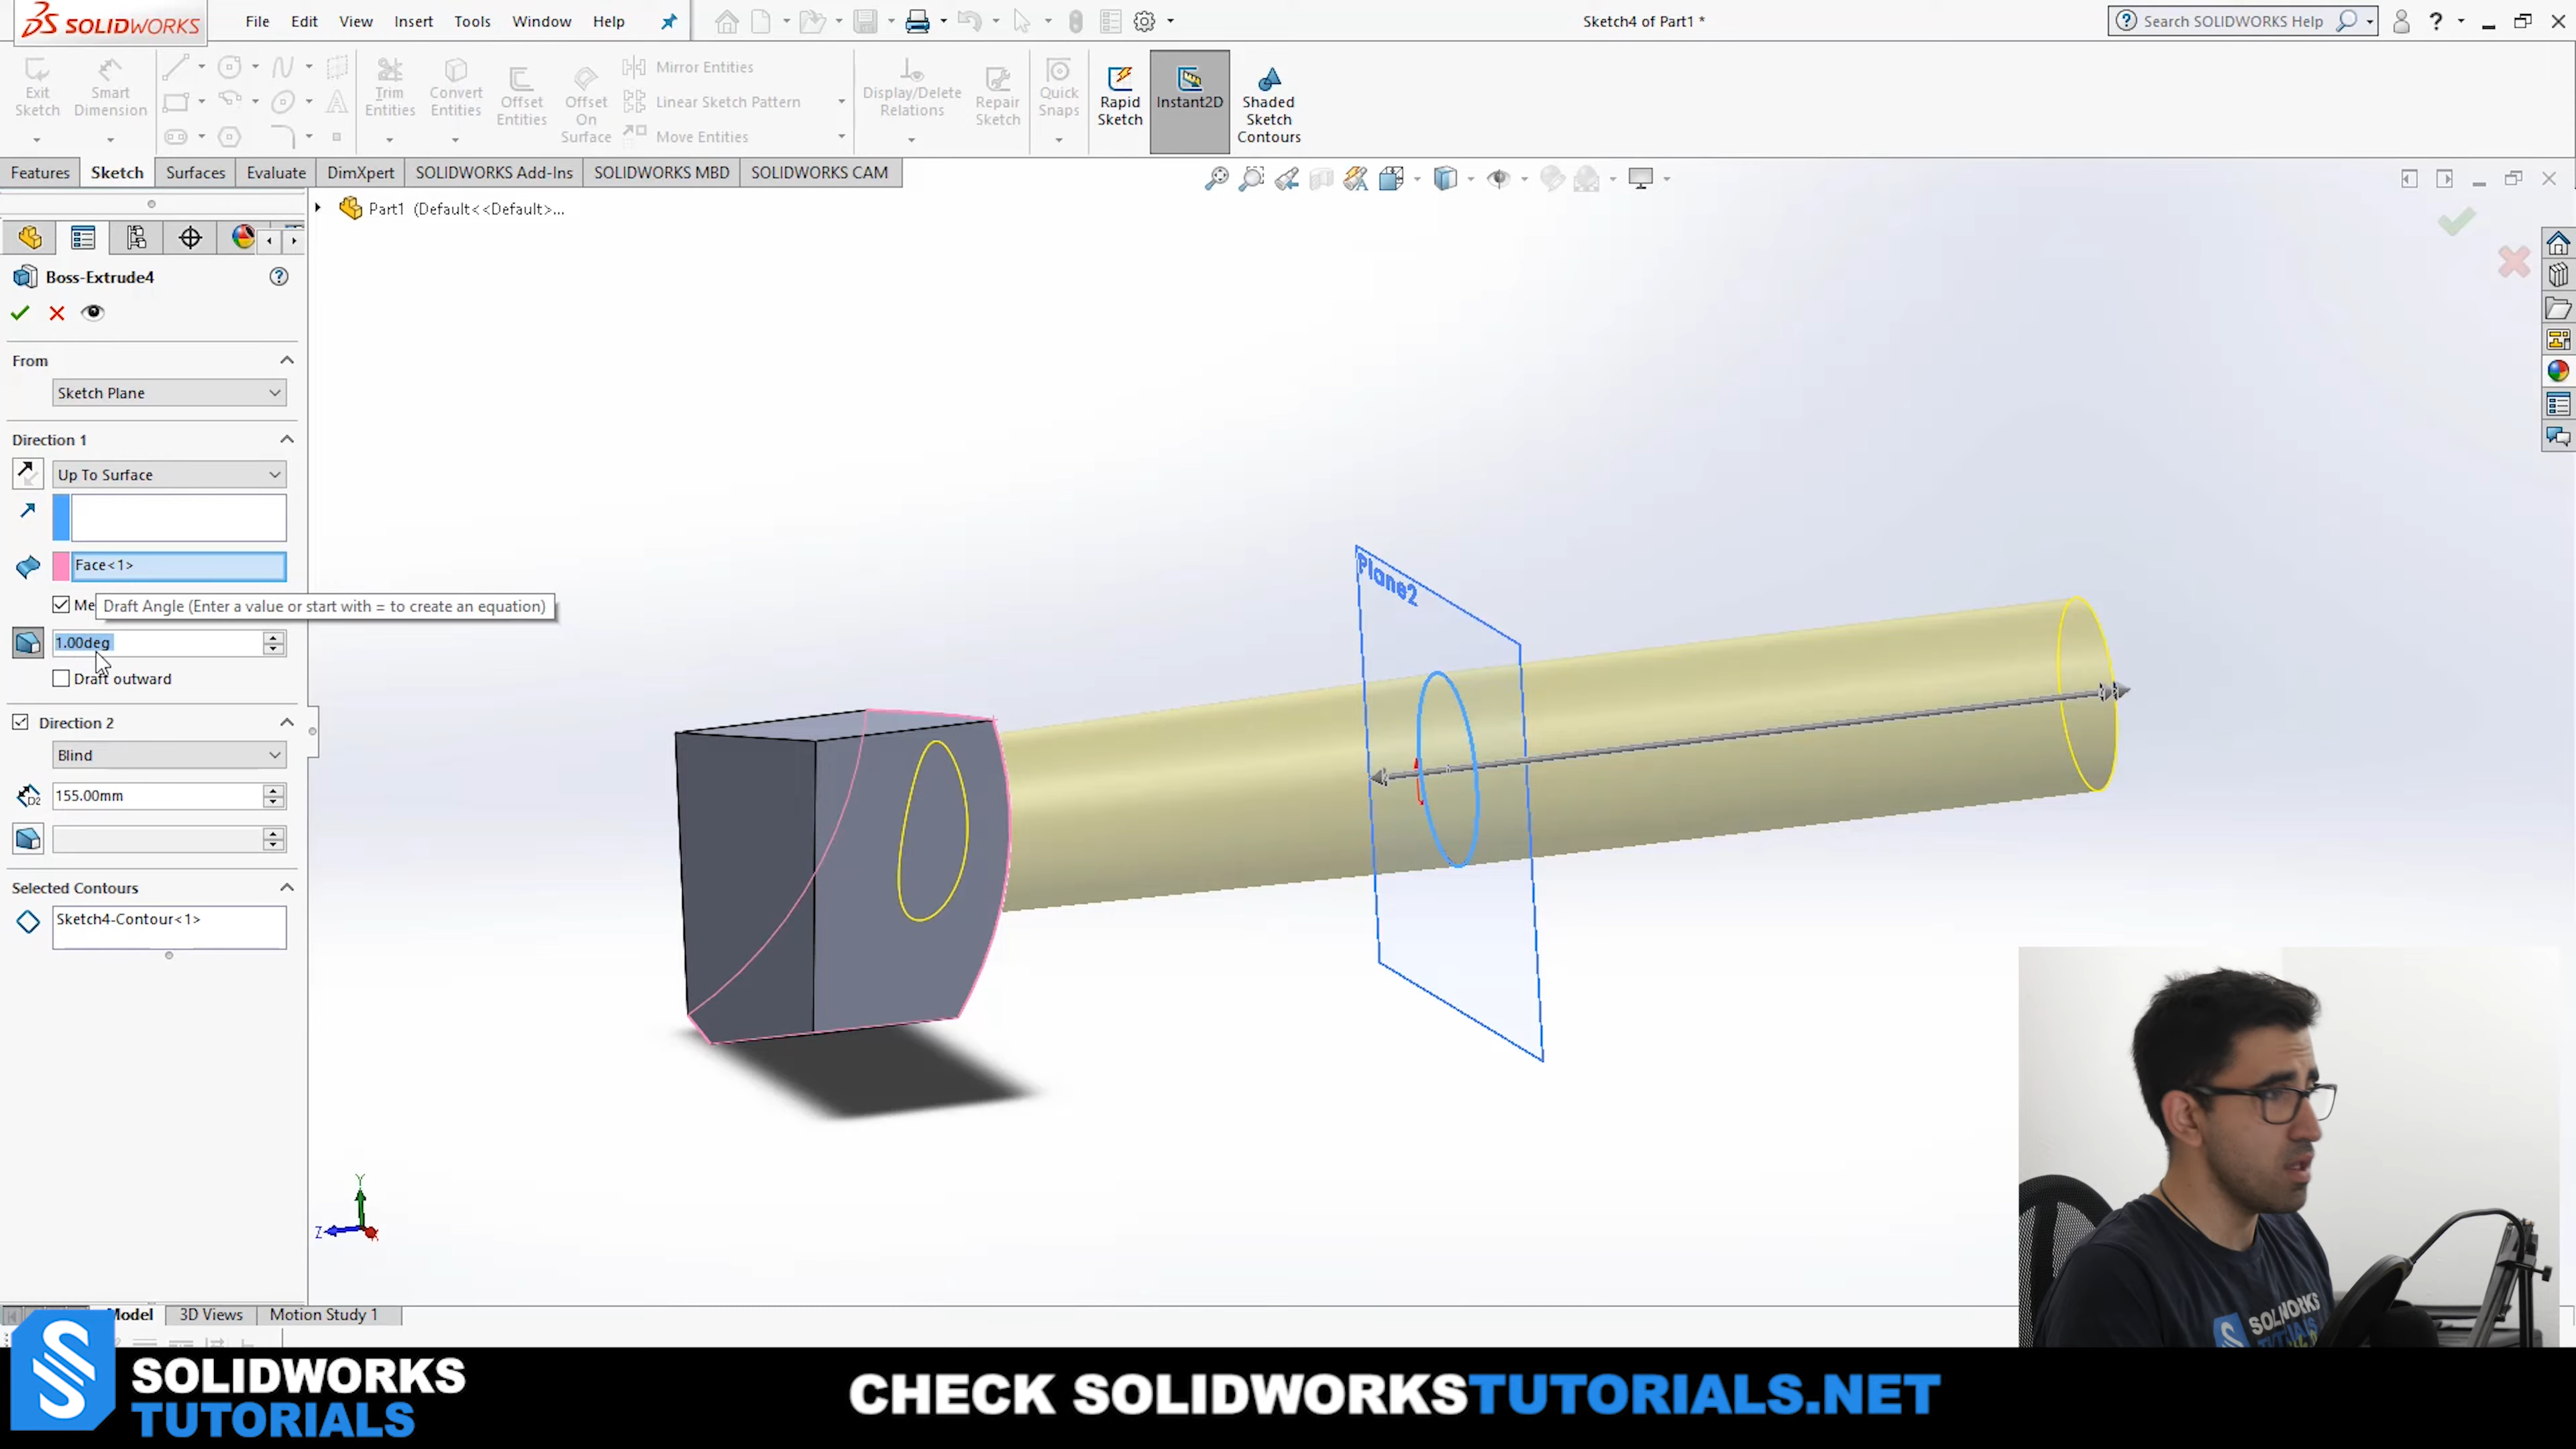 SOLIDWORKS
File Edit View Insert Tools Window Help
Sketch4 of Part1 *
Search SOLIDWORKS Help
Exit Sketch
Smart Dimension
Trim Entities
Convert Entities
Offset Entities
Offset On Surface
Mirror Entities
Linear Sketch Pattern
Move Entities
Display/Delete Relations
Repair Sketch
Quick Snaps
Rapid Sketch
Instant2D
Shaded Sketch Contours
Features Sketch Surfaces Evaluate DimXpert SOLIDWORKS Add-Ins SOLIDWORKS MBD SOLIDWORKS CAM
Part1 (Default<<Default>...
Boss-Extrude4
From
Sketch Plane
Direction 1
Up To Surface
Face<1>
Me
Draft Angle (Enter a value or start with = to create an equation)
1.00deg
Draft outward
Direction 2
Blind
D2
155.00mm
Selected Contours
Sketch4-Contour<1>
Plane2
Y
Z
X
Model 3D Views Motion Study 1
SOLIDWORKS
TUTORIALS
CHECK SOLIDWORKSTUTORIALS.NET